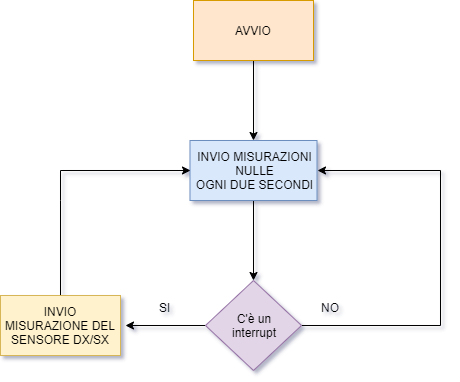 AVVIO
INVIO MISURAZIONI
NULLE
OGNI DUE SECONDI
SI
NO
C'è un
interrupt
INVIO
MISURAZIONE DEL
SENSORE DX/SX